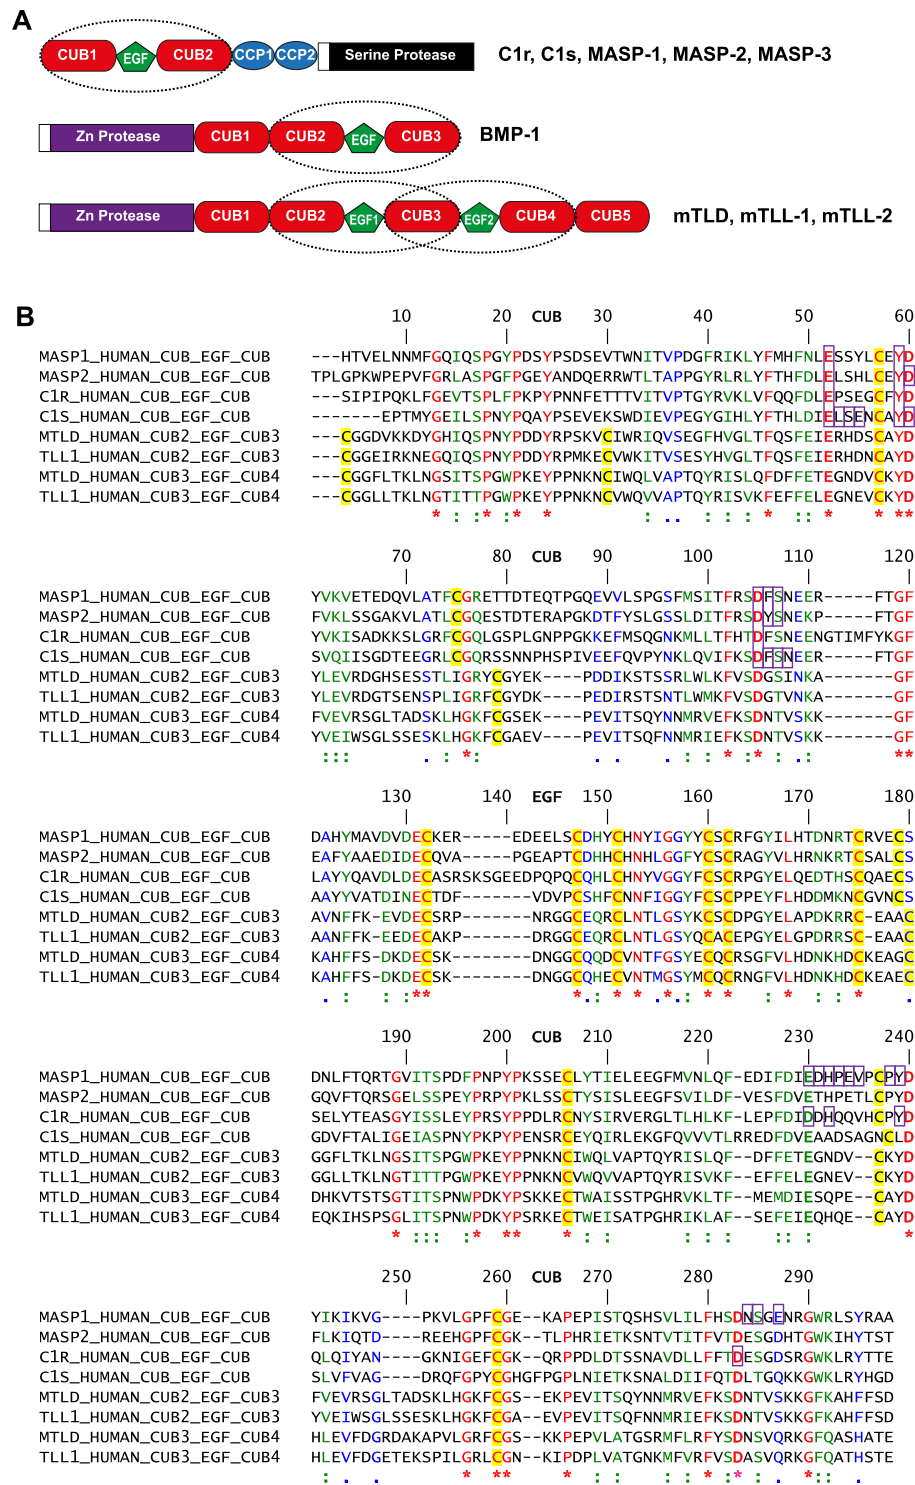 A
CUB1 EGF CUB2 CCP1 CCP2 Serine Protease C1r, C1s, MASP-1, MASP-2, MASP-3
Zn Protease CUB1 CUB2 EGF CUB3 BMP-1
Zn Protease CUB1 CUB2 EGF1 CUB3 EGF2 CUB4 CUB5 mTLD, mTLL-1, mTLL-2
B
10 20 CUB 30 40 50 60
MASP1_HUMAN_CUB_EGF_CUB ---HTVELNNMFGQIQSPGYPDSYPSDSEVTWNITVPDGFRIKLYFMHFNLESSYLCEYD
MASP2_HUMAN_CUB_EGF_CUB TPLGPKWPEPVFGRLASPGFPGEYANDQERRWTLTAPPGYRLRLYFTHFDLELSHLCEYD
C1R_HUMAN_CUB_EGF_CUB ---SIPIPQKLFGEVTSPLFPKPYPNNFETTTVITVPTGYRVKLVFQQFDLEPSEGCFYD
C1S_HUMAN_CUB_EGF_CUB -------EPTMYGEILSPNYPQAYPSEVEKSWDIEVPEGYGIHLYFTHLDIELSENCAYD
MTLD_HUMAN_CUB2_EGF_CUB3 ---CGGDVKKDYGHIQSPNYPDDYRPSKVCIWRIQVSEGFHVGLTFQSFEIERHDSCAYD
TLL1_HUMAN_CUB2_EGF_CUB3 ---CGGEIRKNEGQIQSPNYPDDYRPMKECVWKITVSESYHVGLTFQSFEIERHDNCAYD
MTLD_HUMAN_CUB3_EGF_CUB4 ---CGGFLTKLNGSITSPGWPKEYPPNKNCIWQLVAPTQYRISLQFDFFETEGNDVCKYD
TLL1_HUMAN_CUB3_EGF_CUB4 ---CGGLLTKLNGTITTPGWPKEYPPNKNCVWQVVAPTQYRISVKFEFFELEGNEVCKYD
70 80 CUB 90 100 110 120
MASP1_HUMAN_CUB_EGF_CUB YVKVETEDQVLATFCGRETTDTEQTPGQEVVLSPGSFMSITFRSDFSNEER-----FTGF
MASP2_HUMAN_CUB_EGF_CUB FVKLSSGAKVLATLCGQESTDTERAPGKDTFYSLGSSLDITFRSDYSNEKP-----FTGF
C1R_HUMAN_CUB_EGF_CUB YVKISADKKSLGRFCGQLGSPLGNPPGKKEFMSQGNKMLLTFHTDFSNEENGTIMFYKGF
C1S_HUMAN_CUB_EGF_CUB SVQIISGDTEEGRLCGQRSSNNPHSPIVEEFQVPYNKLQVIFKSDFSNEER-----FTGF
MTLD_HUMAN_CUB2_EGF_CUB3 YLEVRDGHSESSTLIGRYCGYEK----PDDIKSTSSRLWLKFVSDGSINKA-------GF
TLL1_HUMAN_CUB2_EGF_CUB3 YLEVRDGTSENSPLIGRFCGYDK----PEDIRSTSNTLWMKFVSDGTVNKA-------GF
MTLD_HUMAN_CUB3_EGF_CUB4 FVEVRSGLTADSKLHGKFCGSEK----PEVITSQYNNMRVEFKSDNTVSKK-------GF
TLL1_HUMAN_CUB3_EGF_CUB4 YVEIWSGLSSESKLHGKFCGAEV----PEVITSQFNNMRIEFKSDNTVSKK-------GF
130 140 EGF 150 160 170 180
MASP1_HUMAN_CUB_EGF_CUB DAHYMAVDVDECKER-----EDEELSCDHYCHNYIGGYYCSCRFGYILHTDNRTCRVECS
MASP2_HUMAN_CUB_EGF_CUB EAFYAAEDIDECQVA-----PGEAPTCDHHCHNHLGGFYCSCRAGYVLHRNKRTCSALCS
C1R_HUMAN_CUB_EGF_CUB LAYYQAVDLDECASRSKSGEEDPQPQCQHLCHNYVGGYFCSCRPGYELQEDTHSCQAECS
C1S_HUMAN_CUB_EGF_CUB AAYYVATDINECTDF-----VDVPCSHFCNNFIGGYFCSCPPEYFLHDDMKNCGVNCS
MTLD_HUMAN_CUB2_EGF_CUB3 AVNFFK-EVDECSRP-----NRGGCEQRCLNTLGSYKCSCDPGYELAPDKRRC-EAAC
TLL1_HUMAN_CUB2_EGF_CUB3 AANFFK-EEDECAKP-----DRGGCEQRCLNTLGSYQCACEPGYELGPDRRSC-EAAC
MTLD_HUMAN_CUB3_EGF_CUB4 KAHFFS-DKDECSK------DNGGCQQDCVNTFGSYECQCRSGFVLHDNKHDCKEAGC
TLL1_HUMAN_CUB3_EGF_CUB4 KAHFFS-DKDECSK------DNGGCQHECVNTMGSYMCQCRNGFVLHDNKHDCKEAEC
190 200 CUB 210 220 230 240
MASP1_HUMAN_CUB_EGF_CUB DNLFTQRTGVITSPDFPNPYPKSSECLYTIELEEGFMVNLQF-EDIFDIEDHPEVPCPYD
MASP2_HUMAN_CUB_EGF_CUB GQVFTQRSGELSSPEYPRPYPKLSSCTYSISLEEGFSVILDF-VESFDVETHPETLCPYD
C1R_HUMAN_CUB_EGF_CUB SELYTEASGYISSLEYPRSYPPDLRCNYSIRVERGLTLHLKF-LEPFDIDDHQQVHCPYD
C1S_HUMAN_CUB_EGF_CUB GDVFTALIGEIASPNYPKPYPENSRCEYQIRLEKGFQVVVTLRREDFDVEAADSAGNCLD
MTLD_HUMAN_CUB2_EGF_CUB3 GGFLTKLNGSITSPGWPKEYPPNKNCIWQLVAPTQYRISLQF--DFFETEGNDV--CKYD
TLL1_HUMAN_CUB2_EGF_CUB3 GGLLTKLNGTITTPGWPKEYPPNKNCVWQVVAPTQYRISVKF--EFFELEGNEV---CKYD
MTLD_HUMAN_CUB3_EGF_CUB4 DHKVTSTSGTITSPNWPDKYPSKKECTWAISSTPGHRVKLTF--MEMDIESQPE--CAYD
TLL1_HUMAN_CUB3_EGF_CUB4 EQKIHSPSGLITSPNWPDKYPSRKECTWEISATPGHRIKLAF--SEFEIEQHQE--CAYD
250 260 CUB 270 280 290
MASP1_HUMAN_CUB_EGF_CUB YIKIKVG---PKVLGPFCGE--KAPEPISTQSHSVLILFHSDNSGENRGWRLSYRAA
MASP2_HUMAN_CUB_EGF_CUB FLKIQTD---REEHGPFCGK--TLPHRIETKSNTVTITFVTDESGDHTGWKIHYTST
C1R_HUMAN_CUB_EGF_CUB QLQIYAN---GKNIGEFCGK--QRPPDLDTSSNAVDLLFFTDESGDSRGWKLRYTTE
C1S_HUMAN_CUB_EGF_CUB SLVFVAG---DRQFGPYCGHGFPGPLNIETKSNALDIIFQTDLTGQKKGWKLRYHGD
MTLD_HUMAN_CUB2_EGF_CUB3 FVEVRSGLTADSKLHGKFCGS--EKPEVITSQYNNMRVEFKSDNTVSKKGFKAHFFSD
TLL1_HUMAN_CUB2_EGF_CUB3 YVEIWSGLSSESKLHGKFCGA--EVPEVITSQFNNMRIEFKSDNTVSKKGFKAHFFSD
MTLD_HUMAN_CUB3_EGF_CUB4 HLEVFDGRDAKAPVLGRFCGS--KKPEPVLATGSRMFLRFYSDNSVQRKGFQASHATE
TLL1_HUMAN_CUB3_EGF_CUB4 HLEVFDGETEKSPILGRLCGN--KIPDPLVATGNKMFVRFVSDASVQRKGFQATHSTE